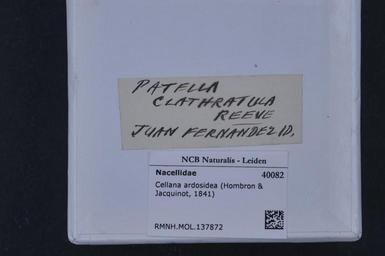 PATELLA
CLATHRATULA
REEVE
JUAN FERNANDEZ ID.
NCB Naturalis - Leiden
Nacellidae 40082
Cellana ardosidea (Hombron &
Jacquinot, 1841)
RMNH.MOL.137872